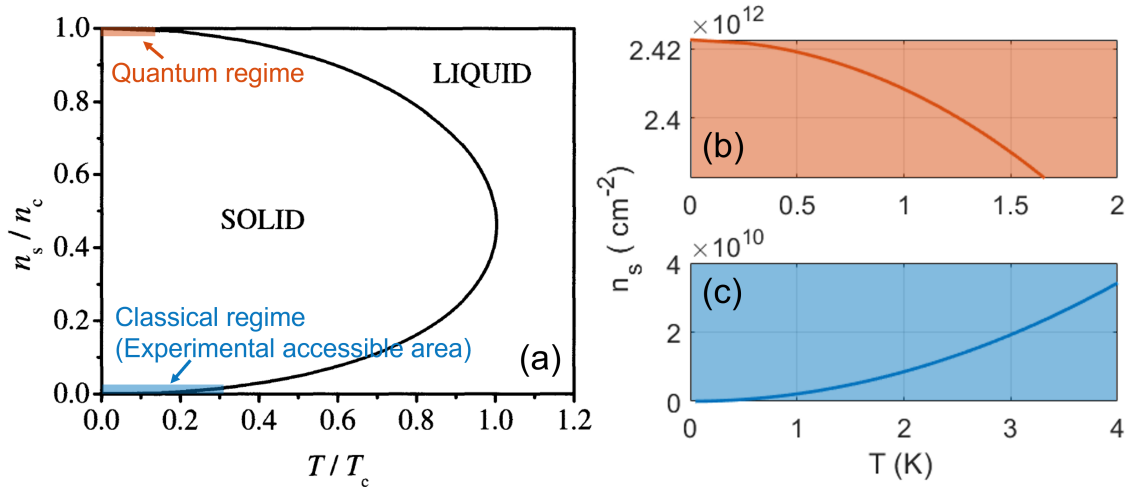 1.0
0.8
0.6
0.4
0.2
0.0
n_s / n_c
Quantum regime
LIQUID
SOLID
Classical regime
(Experimental accessible area)
(a)
0.0 0.2 0.4 0.6 0.8 1.0 1.2
T / T_c
×10^12
2.42
2.4
(b)
0 0.5 1 1.5 2
n_s ( cm^-2)
×10^10
4
2
0
(c)
0 1 2 3 4
T (K)